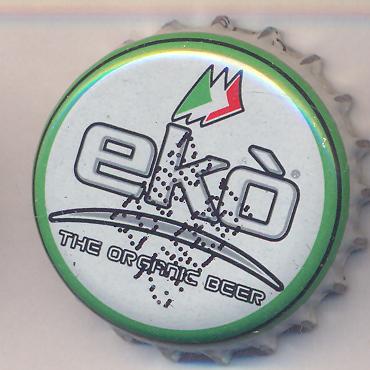 ekò®
THE ORGANIC BEER